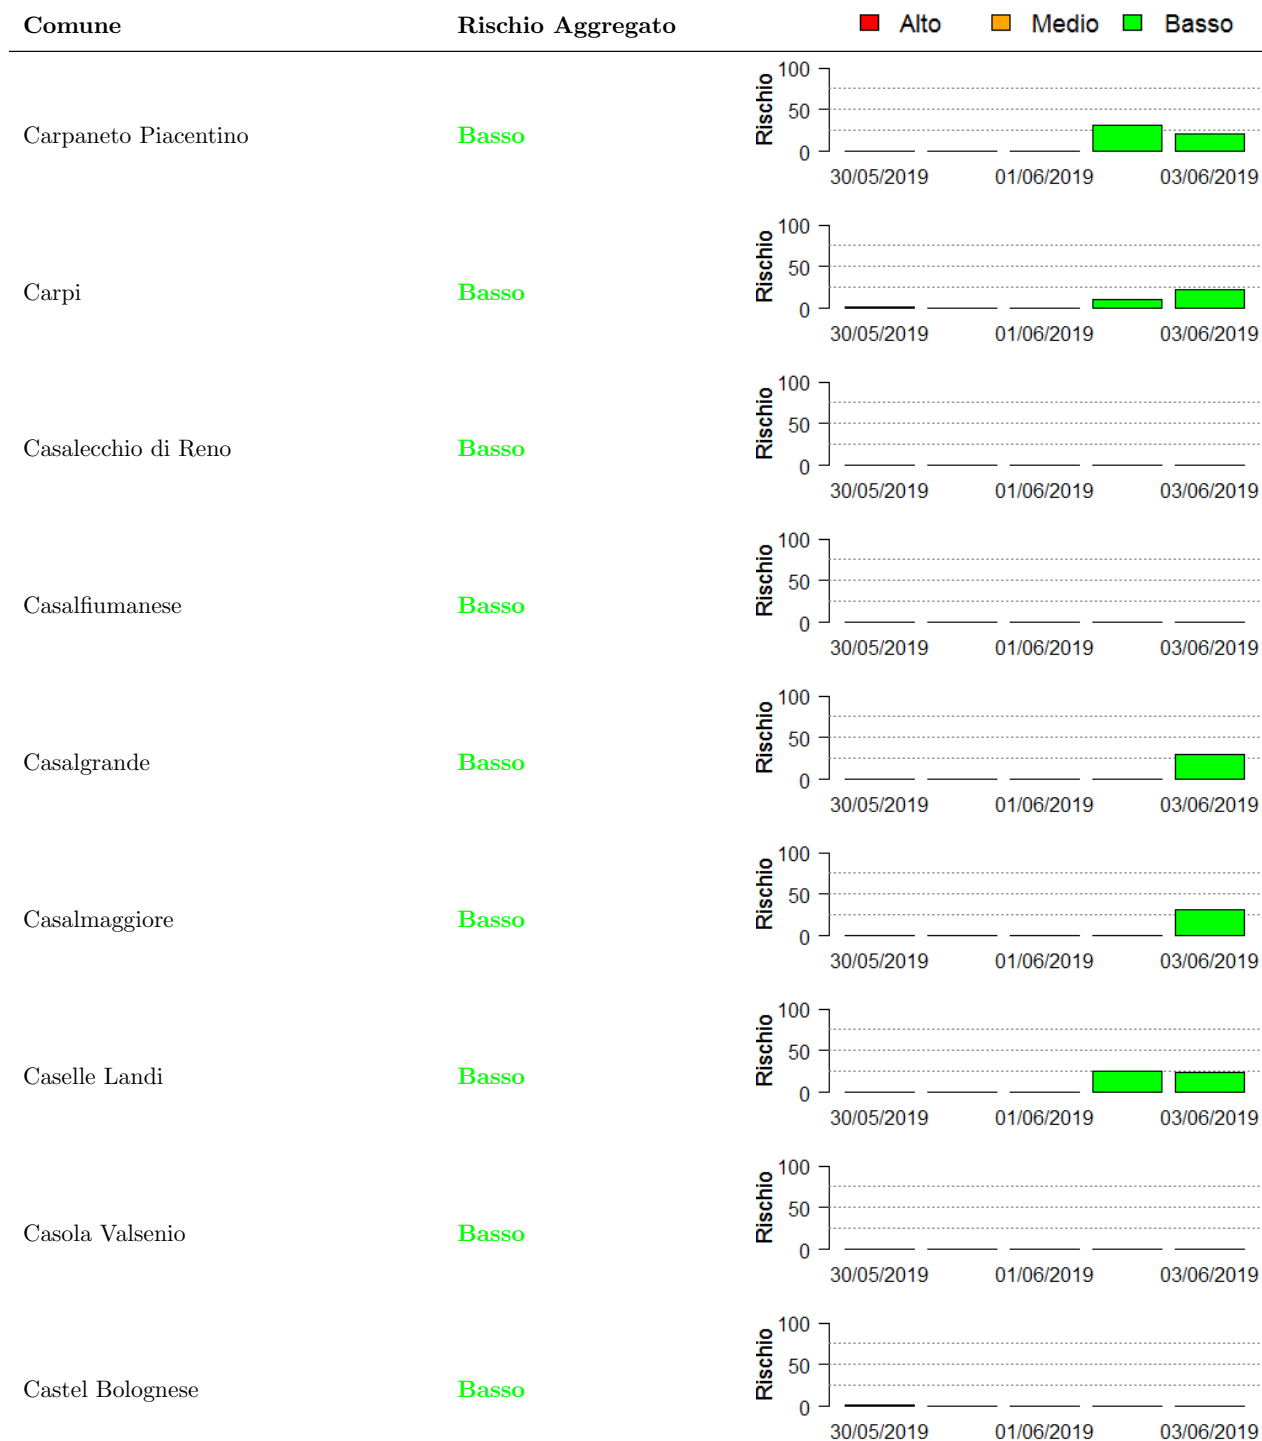 Comune Rischio Aggregato Alto Medio Basso
Carpaneto Piacentino Basso
Rischio
100
50
0
30/05/2019 01/06/2019 03/06/2019
Carpi Basso
Rischio
100
50
0
30/05/2019 01/06/2019 03/06/2019
Casalecchio di Reno Basso
Rischio
100
50
0
30/05/2019 01/06/2019 03/06/2019
Casalfiumanese Basso
Rischio
100
50
0
30/05/2019 01/06/2019 03/06/2019
Casalgrande Basso
Rischio
100
50
0
30/05/2019 01/06/2019 03/06/2019
Casalmaggiore Basso
Rischio
100
50
0
30/05/2019 01/06/2019 03/06/2019
Caselle Landi Basso
Rischio
100
50
0
30/05/2019 01/06/2019 03/06/2019
Casola Valsenio Basso
Rischio
100
50
0
30/05/2019 01/06/2019 03/06/2019
Castel Bolognese Basso
Rischio
100
50
0
30/05/2019 01/06/2019 03/06/2019